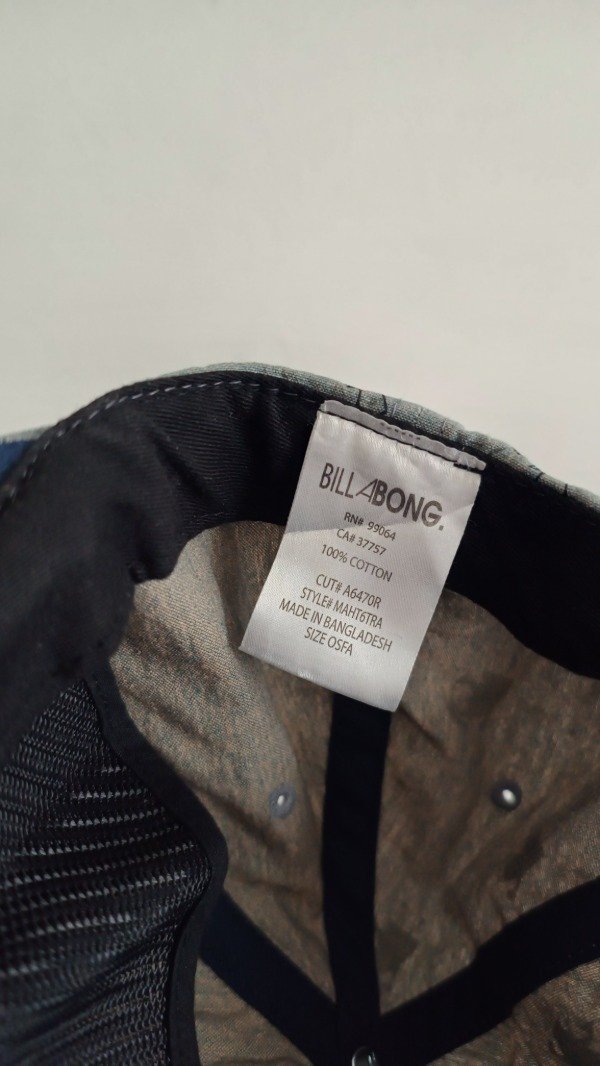 BILLABONG.
RN# 99064
CA# 37757
100% COTTON
CUT# A6470R
STYLE# MAHT6TRA
MADE IN BANGLADESH
SIZE OSFA